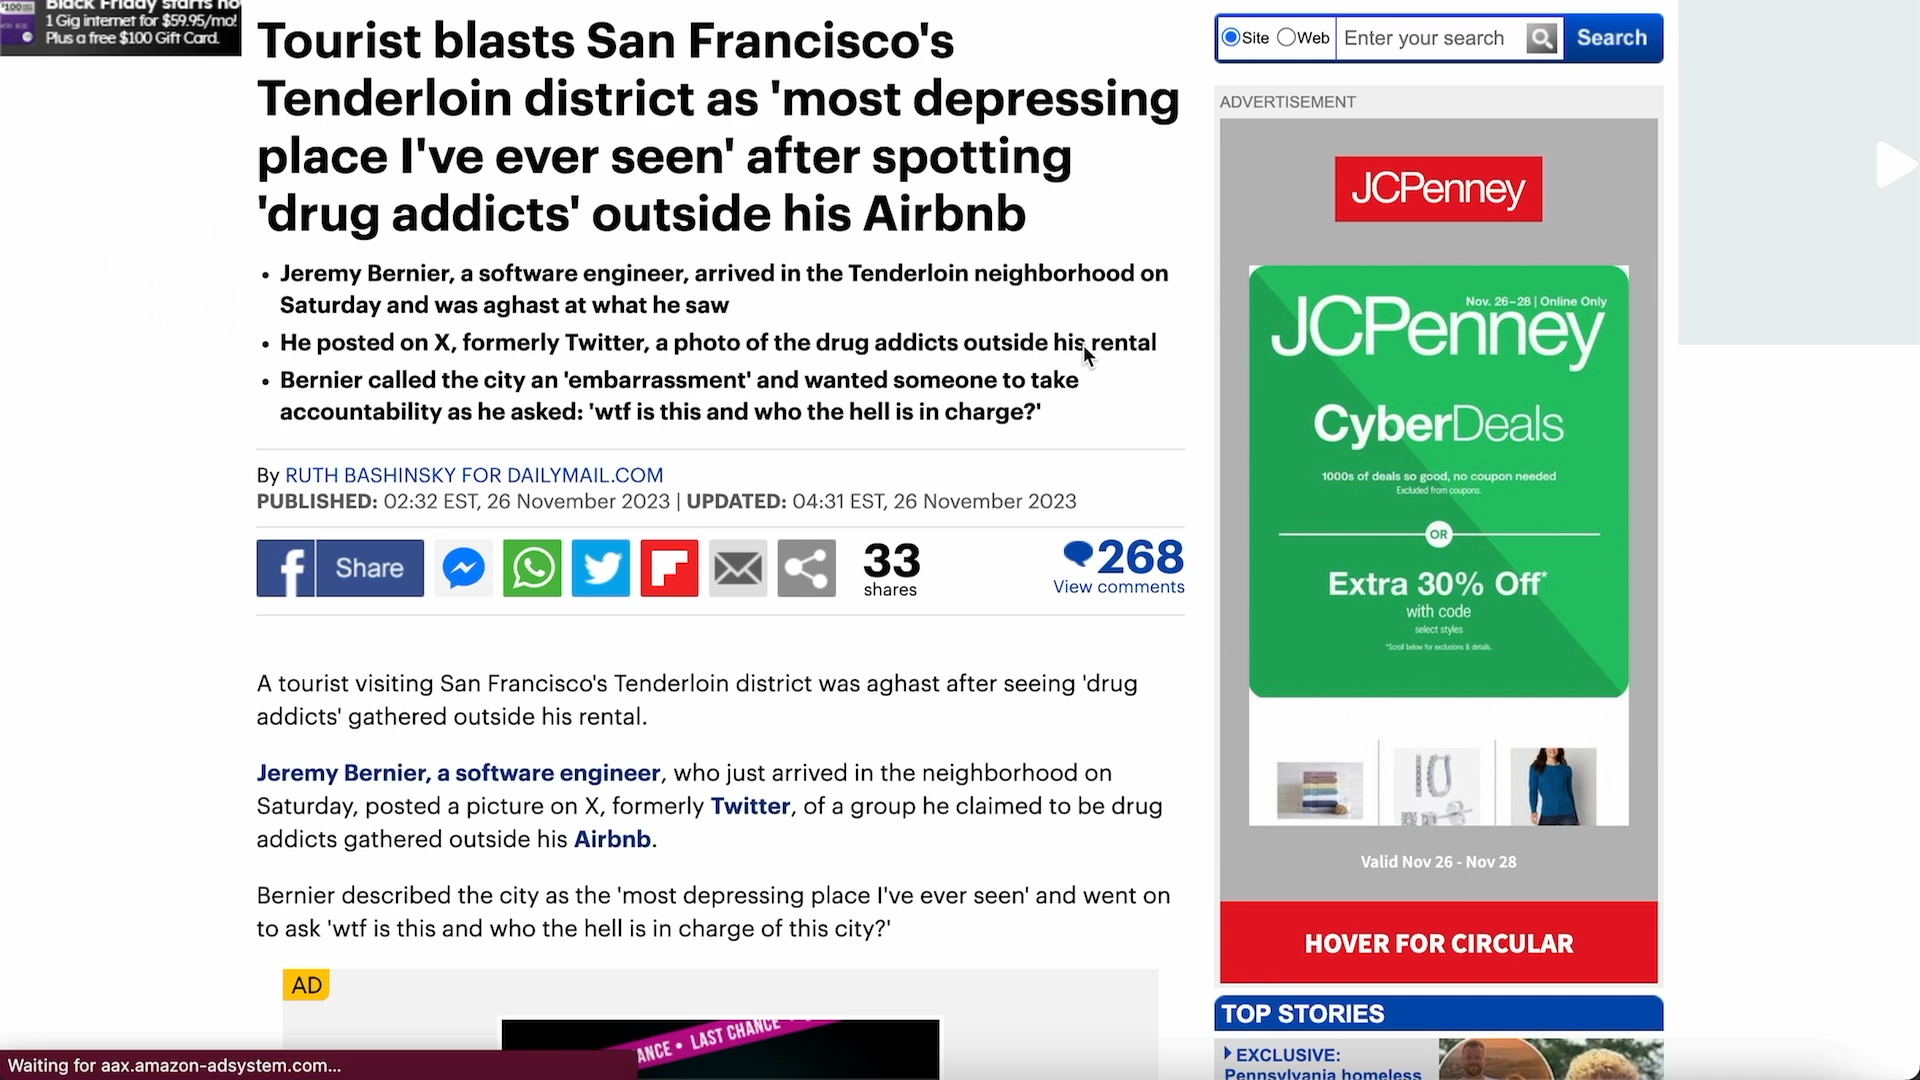 $100
Black Friday starts no
1 Gig internet for $59.95/mo!
Plus a free $100 Gift Card.
Tourist blasts San Francisco's
Tenderloin district as 'most depressing
place I've ever seen' after spotting
'drug addicts' outside his Airbnb
• Jeremy Bernier, a software engineer, arrived in the Tenderloin neighborhood on
Saturday and was aghast at what he saw
• He posted on X, formerly Twitter, a photo of the drug addicts outside his rental
• Bernier called the city an 'embarrassment' and wanted someone to take
accountability as he asked: 'wtf is this and who the hell is in charge?'
By RUTH BASHINSKY FOR DAILYMAIL.COM
PUBLISHED: 02:32 EST, 26 November 2023 | UPDATED: 04:31 EST, 26 November 2023
Share
33
shares
268
View comments
A tourist visiting San Francisco's Tenderloin district was aghast after seeing 'drug
addicts' gathered outside his rental.
Jeremy Bernier, a software engineer, who just arrived in the neighborhood on
Saturday, posted a picture on X, formerly Twitter, of a group he claimed to be drug
addicts gathered outside his Airbnb.
Bernier described the city as the 'most depressing place I've ever seen' and went on
to ask 'wtf is this and who the hell is in charge of this city?'
AD
ANCE • LAST CHANCE
Waiting for aax.amazon-adsystem.com...
Site Web Enter your search Search
ADVERTISEMENT
JCPenney
Nov. 26–28 | Online Only
JCPenney
CyberDeals
1000s of deals so good, no coupon needed
Excluded from coupons.
OR
Extra 30% Off*
with code
select styles
*Scroll below for exclusions & details.
Valid Nov 26 - Nov 28
HOVER FOR CIRCULAR
TOP STORIES
EXCLUSIVE:
Pennsylvania homeless